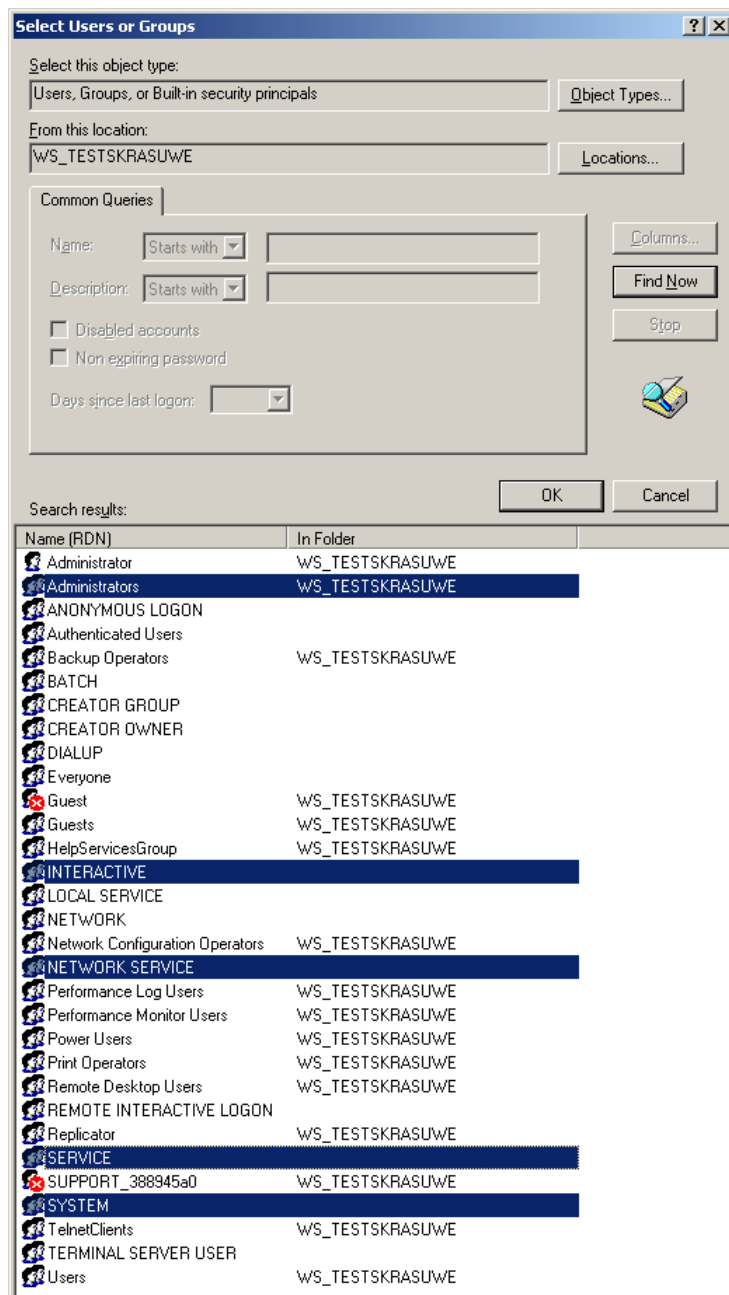 Select Users or Groups
Select this object type:
Users, Groups, or Built-in security principals
Object Types...
From this location:
WS_TESTSKRASUWE
Locations...
Common Queries
Name:
Starts with
Columns...
Description:
Starts with
Find Now
Disabled accounts
Stop
Non expiring password
Days since last logon:
OK
Cancel
Search results:
Name (RDN) In Folder
Administrator WS_TESTSKRASUWE
Administrators WS_TESTSKRASUWE
ANONYMOUS LOGON
Authenticated Users
Backup Operators WS_TESTSKRASUWE
BATCH
CREATOR GROUP
CREATOR OWNER
DIALUP
Everyone
Guest WS_TESTSKRASUWE
Guests WS_TESTSKRASUWE
HelpServicesGroup WS_TESTSKRASUWE
INTERACTIVE
LOCAL SERVICE
NETWORK
Network Configuration Operators WS_TESTSKRASUWE
NETWORK SERVICE
Performance Log Users WS_TESTSKRASUWE
Performance Monitor Users WS_TESTSKRASUWE
Power Users WS_TESTSKRASUWE
Print Operators WS_TESTSKRASUWE
Remote Desktop Users WS_TESTSKRASUWE
REMOTE INTERACTIVE LOGON
Replicator WS_TESTSKRASUWE
SERVICE
SUPPORT_388945a0 WS_TESTSKRASUWE
SYSTEM
TelnetClients WS_TESTSKRASUWE
TERMINAL SERVER USER
Users WS_TESTSKRASUWE